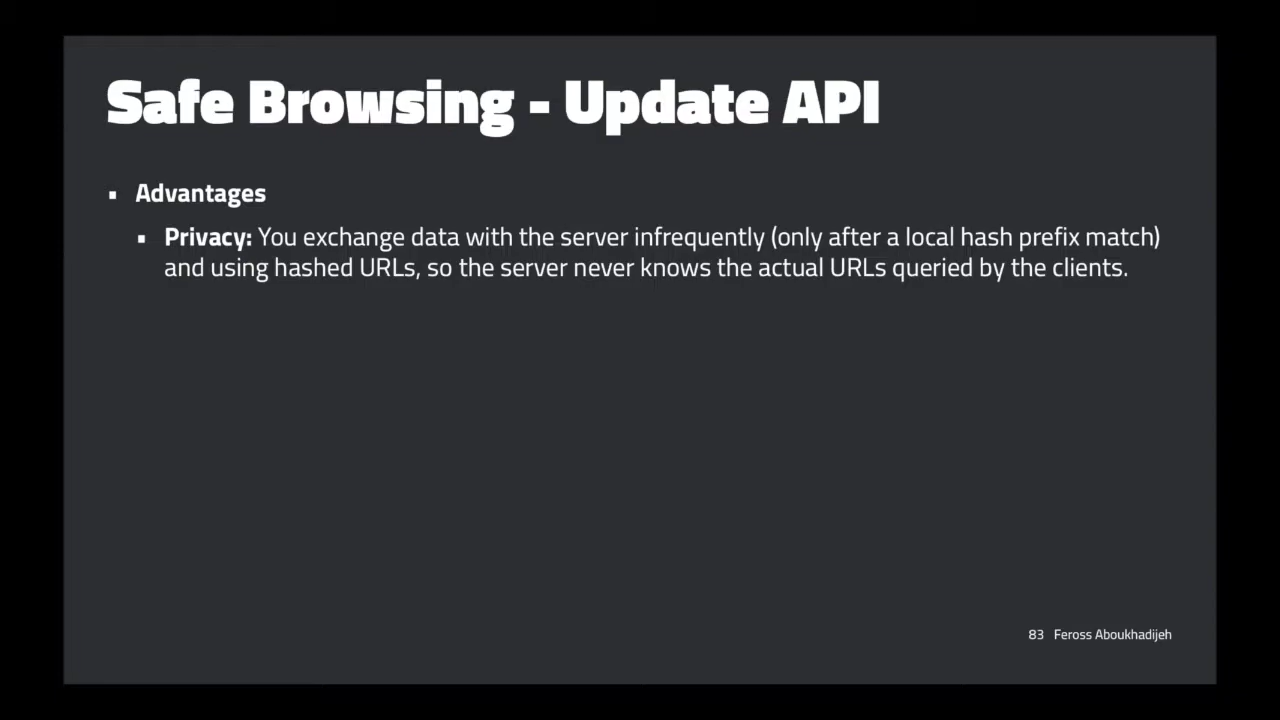 Safe Browsing - Update API
▪ Advantages
▪ Privacy: You exchange data with the server infrequently (only after a local hash prefix match)
and using hashed URLs, so the server never knows the actual URLs queried by the clients.
83 Feross Aboukhadijeh